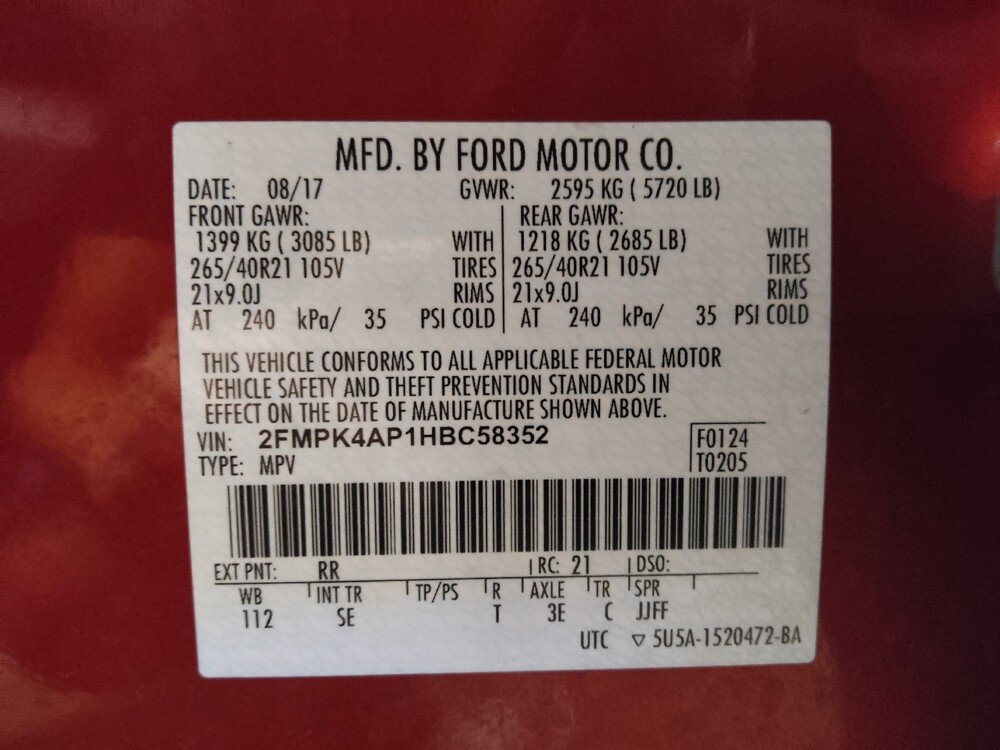 MFD. BY FORD MOTOR CO.
DATE: 08/17 GVWR: 2595 KG ( 5720 LB)
FRONT GAWR: REAR GAWR:
1399 KG ( 3085 LB) WITH 1218 KG ( 2685 LB) WITH
265/40R21 105V TIRES 265/40R21 105V TIRES
21x9.0J RIMS 21x9.0J RIMS
AT 240 kPa/ 35 PSI COLD AT 240 kPa/ 35 PSI COLD
THIS VEHICLE CONFORMS TO ALL APPLICABLE FEDERAL MOTOR
VEHICLE SAFETY AND THEFT PREVENTION STANDARDS IN
EFFECT ON THE DATE OF MANUFACTURE SHOWN ABOVE.
VIN: 2FMPK4AP1HBC58352 F0124
TYPE: MPV T0205
EXT PNT: RR RC: 21 DSO:
WB INT TR TP/PS R AXLE TR SPR
112 SE T 3E C JJFF
UTC ▽ 5U5A-1520472-BA